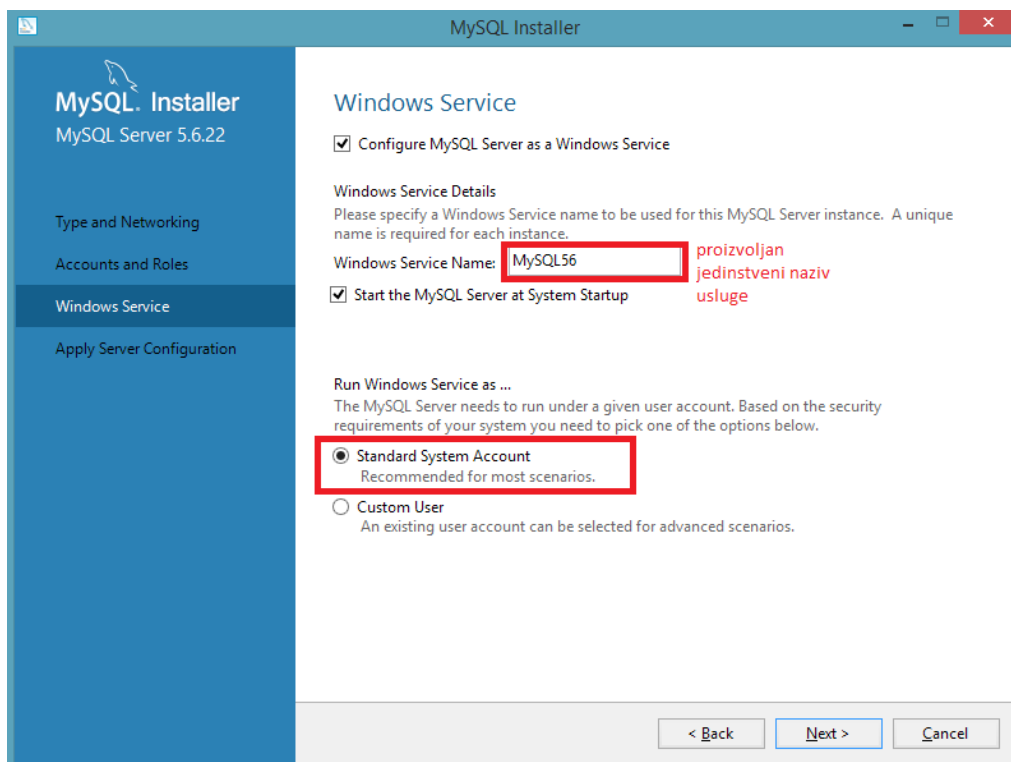 MySQL Installer
MySQL. Installer
MySQL Server 5.6.22
Type and Networking
Accounts and Roles
Windows Service
Apply Server Configuration
Windows Service
Configure MySQL Server as a Windows Service
Windows Service Details
Please specify a Windows Service name to be used for this MySQL Server instance. A unique
name is required for each instance.
Windows Service Name: MySQL56
proizvoljan
jedinstveni naziv
usluge
Start the MySQL Server at System Startup
Run Windows Service as ...
The MySQL Server needs to run under a given user account. Based on the security
requirements of your system you need to pick one of the options below.
Standard System Account
Recommended for most scenarios.
Custom User
An existing user account can be selected for advanced scenarios.
< Back
Next >
Cancel